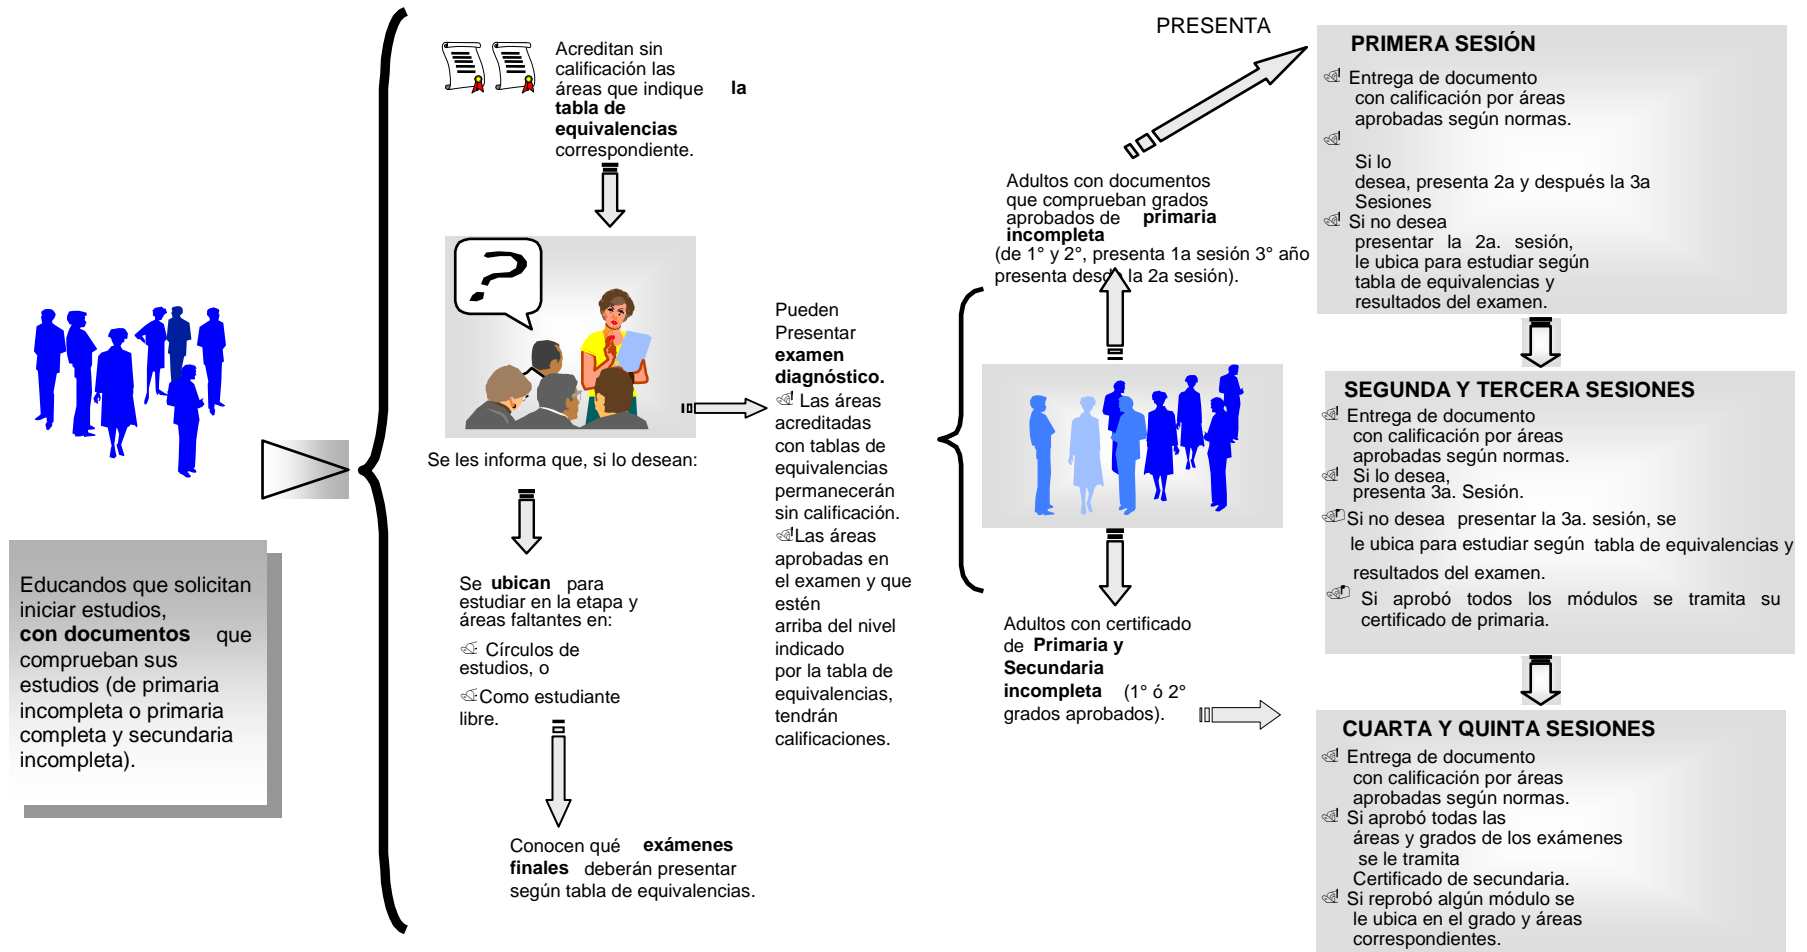 Educandos que solicitan
iniciar estudios,
con documentos que
comprueban sus
estudios (de primaria
incompleta o primaria
completa y secundaria
incompleta).
Acreditan sin
calificación las
áreas que indique la
tabla de
equivalencias
correspondiente.
?
Se les informa que, si lo desean:
Se ubican para
estudiar en la etapa y
áreas faltantes en:
Círculos de
estudios, o
Como estudiante
libre.
Conocen qué exámenes
finales deberán presentar
según tabla de equivalencias.
Pueden
Presentar
examen
diagnóstico.
Las áreas
acreditadas
con tablas de
equivalencias
permanecerán
sin calificación.
Las áreas
aprobadas en
el examen y que
estén
arriba del nivel
indicado
por la tabla de
equivalencias,
tendrán
calificaciones.
PRESENTA
Adultos con documentos
que comprueban grados
aprobados de primaria
incompleta
(de 1° y 2°, presenta 1a sesión 3° año
presenta desde la 2a sesión).
Adultos con certificado
de Primaria y
Secundaria
incompleta (1° ó 2°
grados aprobados).
PRIMERA SESIÓN
Entrega de documento
con calificación por áreas
aprobadas según normas.
Si lo
desea, presenta 2a y después la 3a
Sesiones
Si no desea
presentar la 2a. sesión,
le ubica para estudiar según
tabla de equivalencias y
resultados del examen.
SEGUNDA Y TERCERA SESIONES
Entrega de documento
con calificación por áreas
aprobadas según normas.
Si lo desea,
presenta 3a. Sesión.
Si no desea presentar la 3a. sesión, se
le ubica para estudiar según tabla de equivalencias y
resultados del examen.
Si aprobó todos los módulos se tramita su
certificado de primaria.
CUARTA Y QUINTA SESIONES
Entrega de documento
con calificación por áreas
aprobadas según normas.
Si aprobó todas las
áreas y grados de los exámenes
se le tramita
Certificado de secundaria.
Si reprobó algún módulo se
le ubica en el grado y áreas
correspondientes.